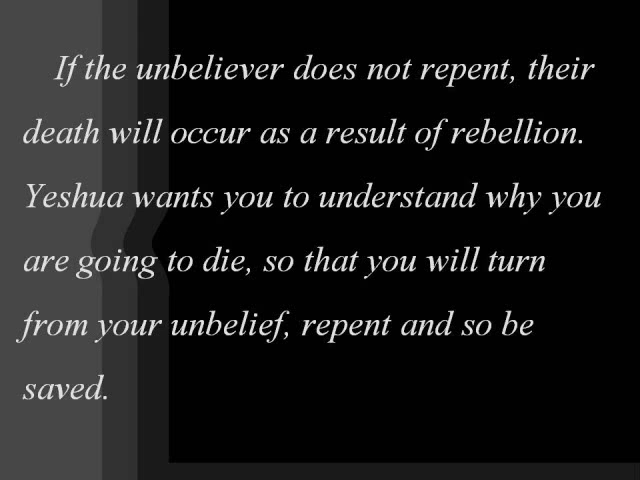 If the unbeliever does not repent, their
death will occur as a result of rebellion.
Yeshua wants you to understand why you
are going to die, so that you will turn
from your unbelief, repent and so be
saved.